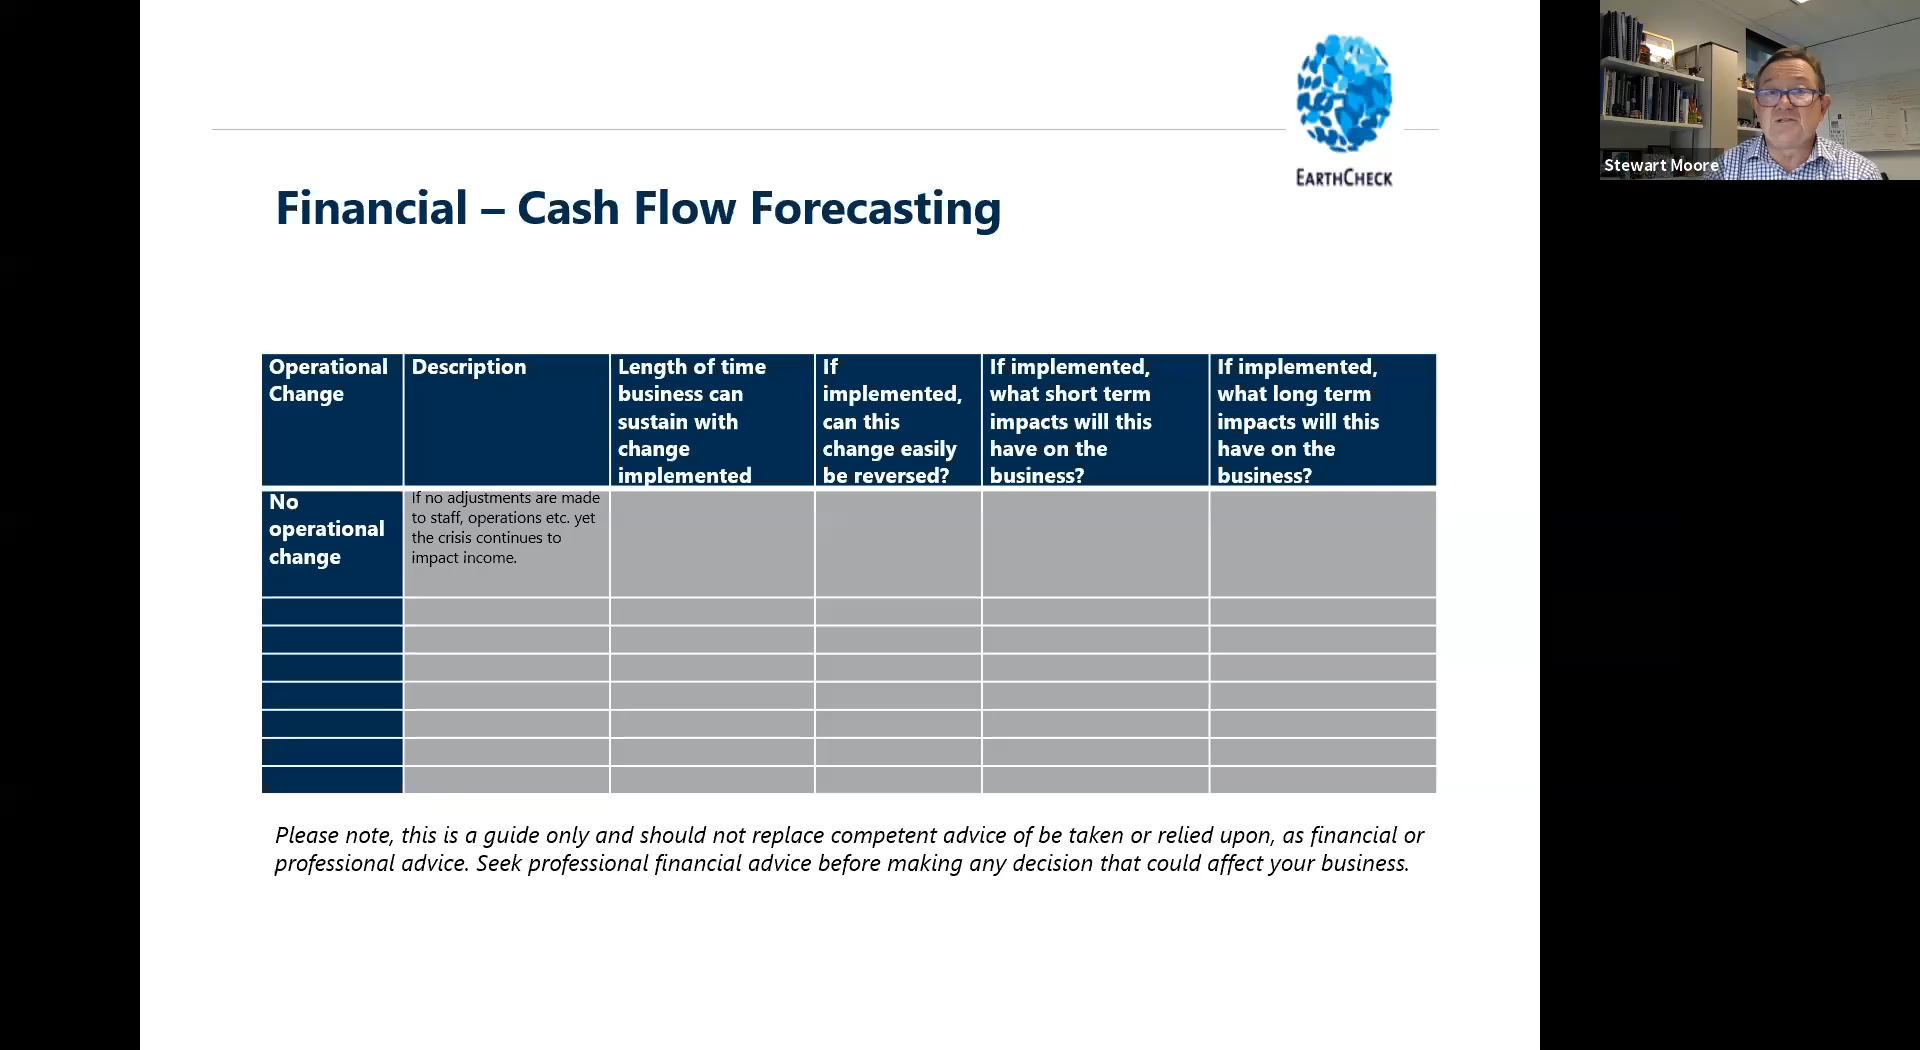 EARTHCHECK
Stewart Moore
Financial – Cash Flow Forecasting
Operational
Change
Description
Length of time
business can
sustain with
change
implemented
If
implemented,
can this
change easily
be reversed?
If implemented,
what short term
impacts will this
have on the
business?
If implemented,
what long term
impacts will this
have on the
business?
No
operational
change
If no adjustments are made
to staff, operations etc. yet
the crisis continues to
impact income.
Please note, this is a guide only and should not replace competent advice of be taken or relied upon, as financial or
professional advice. Seek professional financial advice before making any decision that could affect your business.